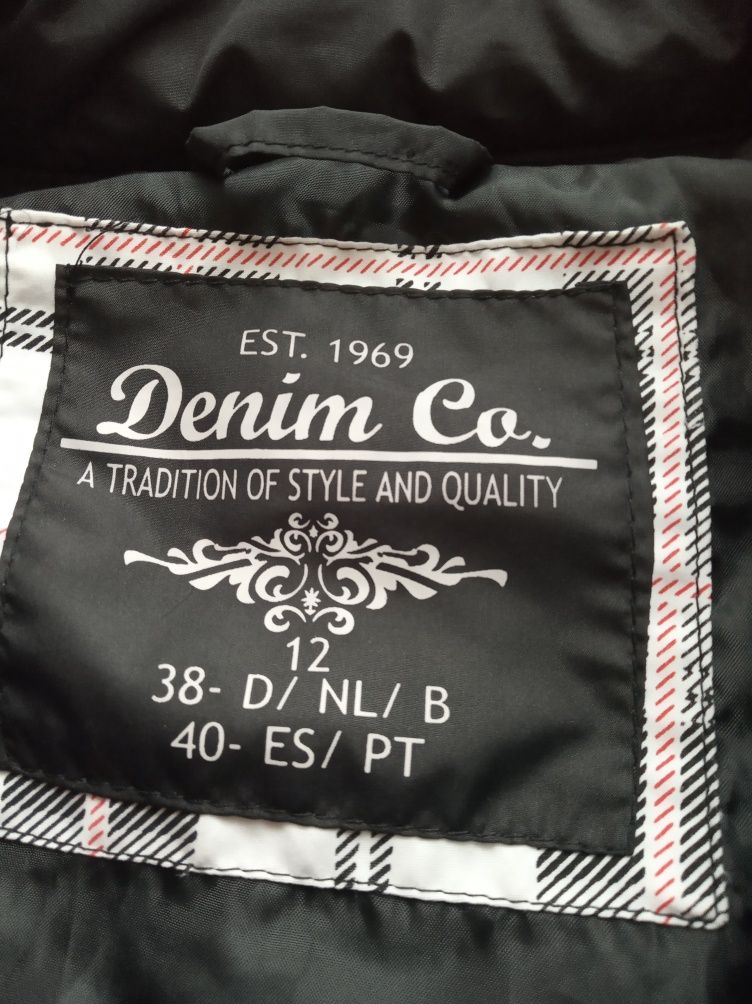 EST. 1969
Denim Co.
A TRADITION OF STYLE AND QUALITY
12
38- D/ NL/ B
40- ES/ PT